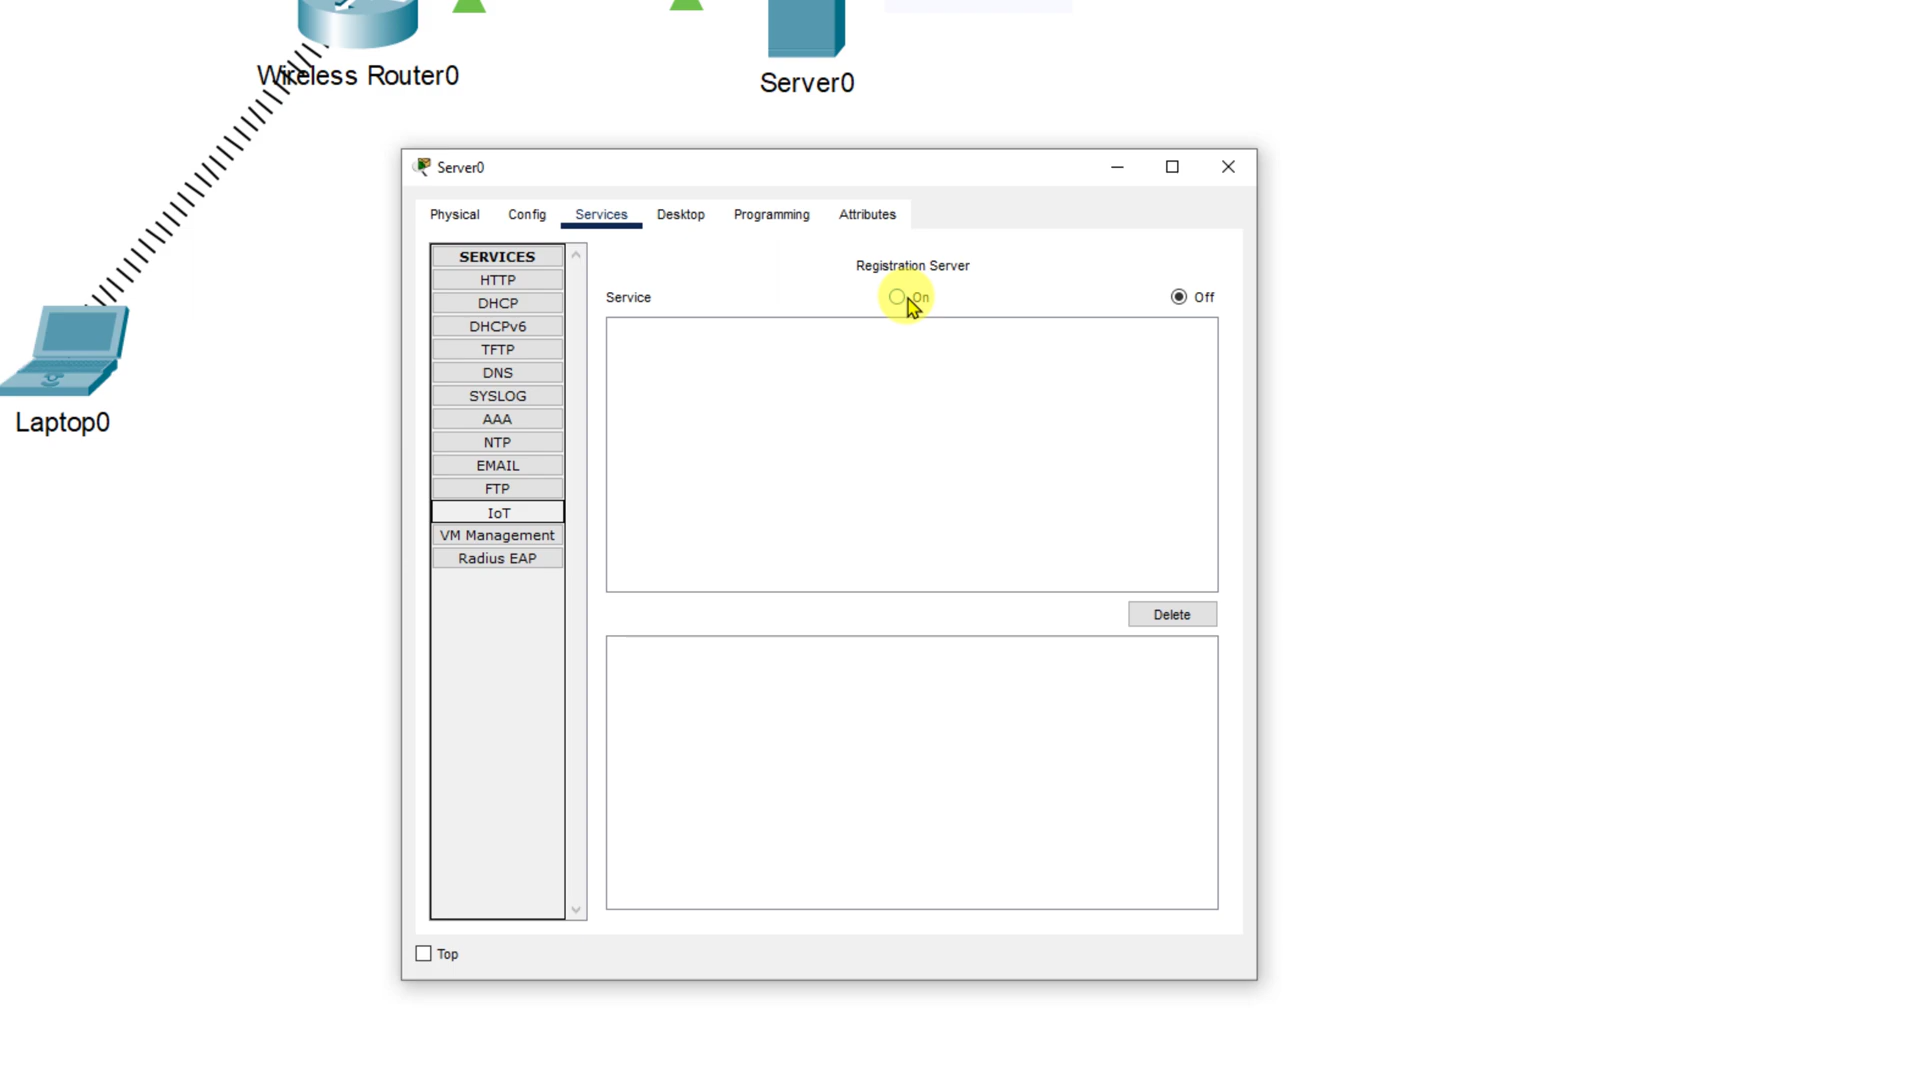 Wireless Router0
Server0
Laptop0
Server0
Physical
Config
Services
Desktop
Programming
Attributes
SERVICES
HTTP
DHCP
DHCPv6
TFTP
DNS
SYSLOG
AAA
NTP
EMAIL
FTP
IoT
VM Management
Radius EAP
Registration Server
Service
On
Off
Delete
Top